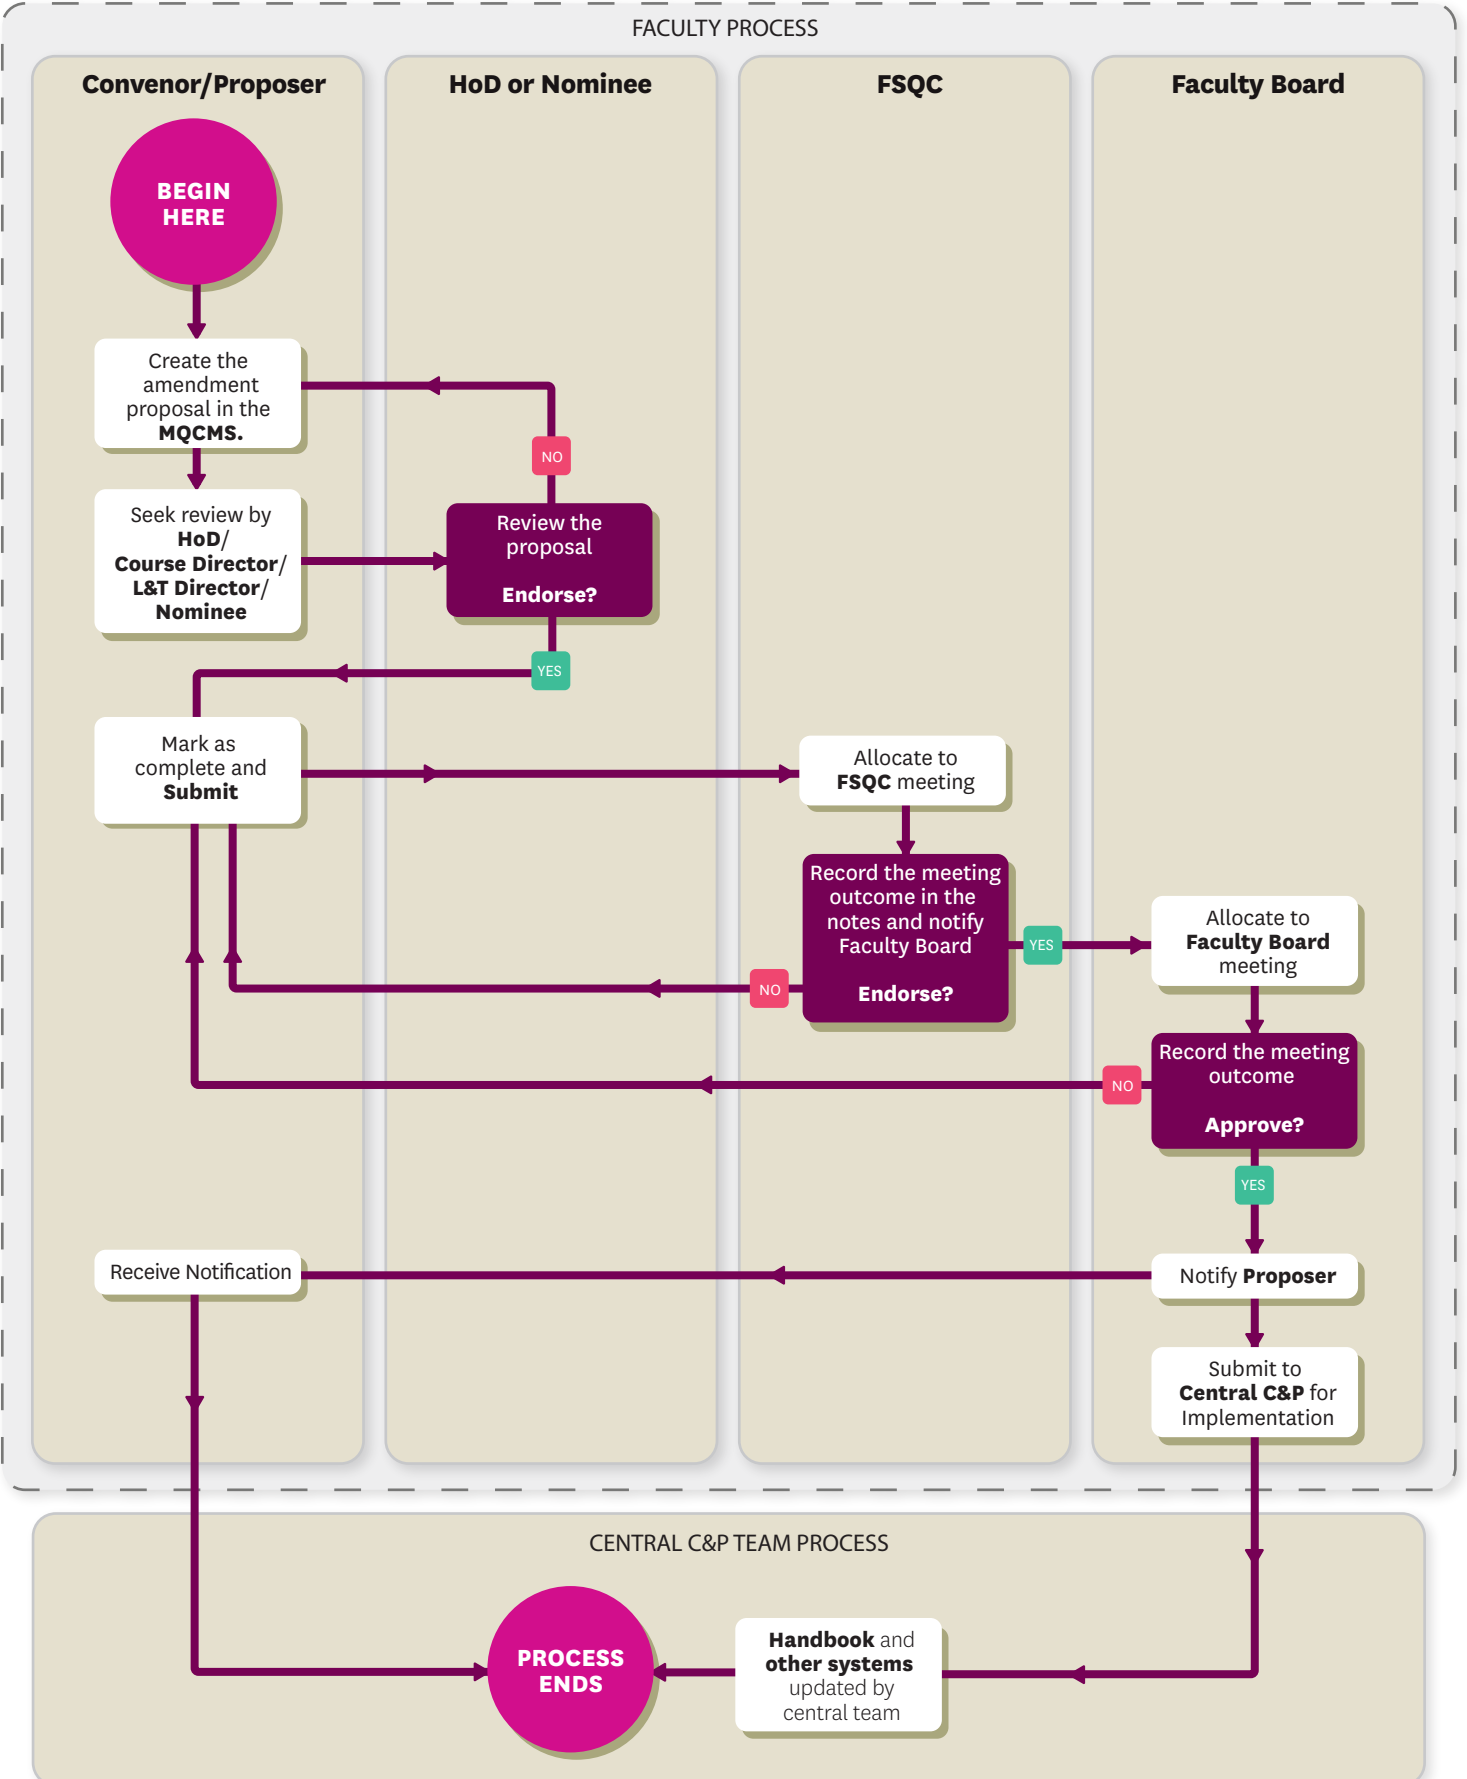 FACULTY PROCESS
Convenor/Proposer
HoD or Nominee
FSQC
Faculty Board
BEGIN
HERE
Create the
amendment
proposal in the
MQCMS.
NO
Seek review by
HoD/
Course Director/
L&T Director/
Nominee
Review the
proposal
Endorse?
YES
Mark as
complete and
Submit
Allocate to
FSQC meeting
Record the meeting
outcome in the
notes and notify
Faculty Board
Endorse?
YES
NO
Allocate to
Faculty Board
meeting
Record the meeting
outcome
Approve?
NO
YES
Receive Notification
Notify Proposer
Submit to
Central C&P for
Implementation
CENTRAL C&P TEAM PROCESS
PROCESS
ENDS
Handbook and
other systems
updated by
central team